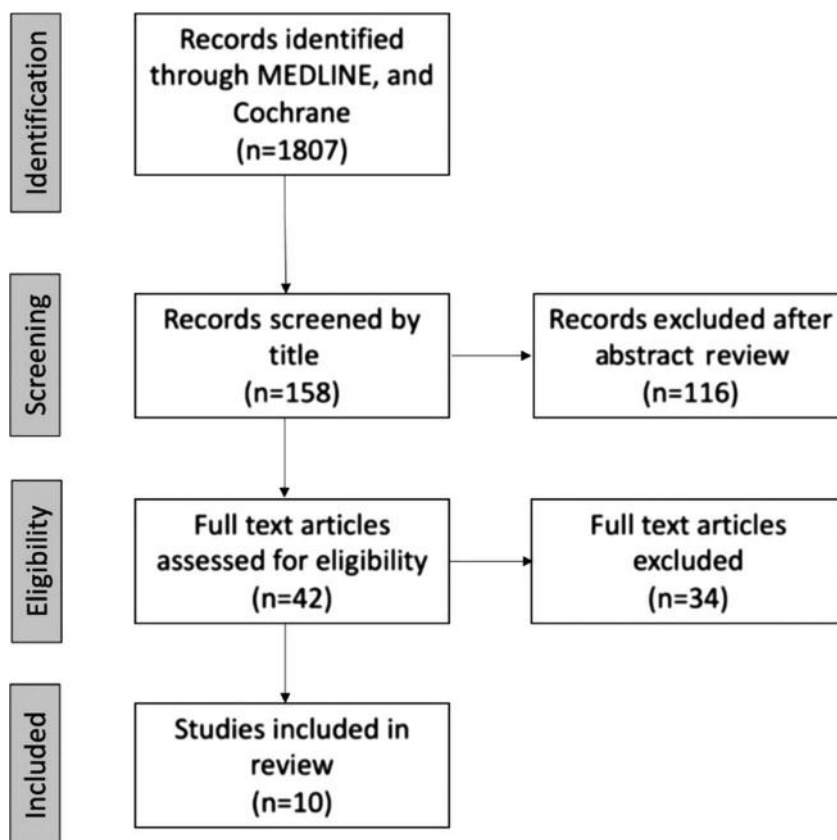 Identification
Records identified
through MEDLINE, and
Cochrane
(n=1807)
Screening
Records screened by
title
(n=158)
Records excluded after
abstract review
(n=116)
Eligibility
Full text articles
assessed for eligibility
(n=42)
Full text articles
excluded
(n=34)
Included
Studies included in
review
(n=10)